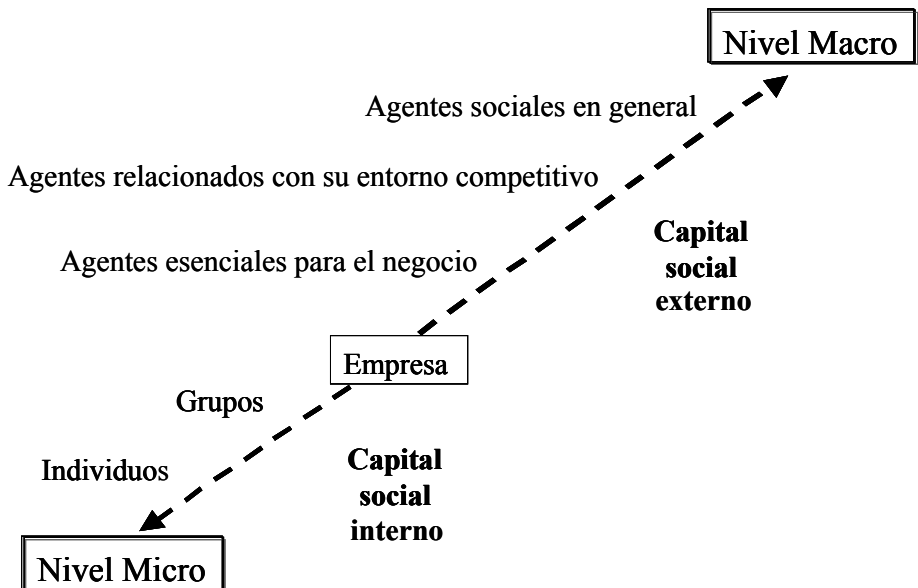 Nivel Macro
Agentes sociales en general
Agentes relacionados con su entorno competitivo
Capital
social
externo
Agentes esenciales para el negocio
Empresa
Grupos
Capital
social
interno
Individuos
Nivel Micro